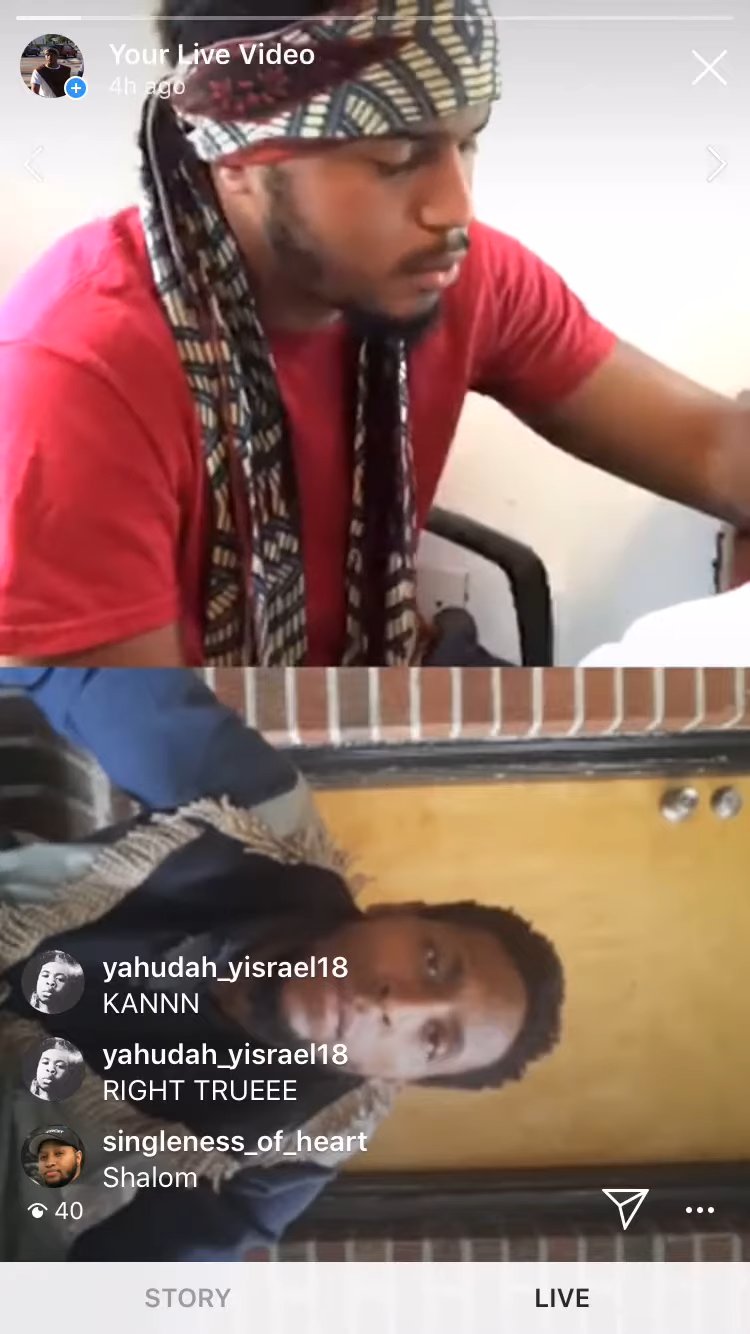 Your Live Video
4h ago
yahudah_yisrael18
KANNN
yahudah_yisrael18
RIGHT TRUEEE
singleness_of_heart
Shalom
40
STORY
LIVE